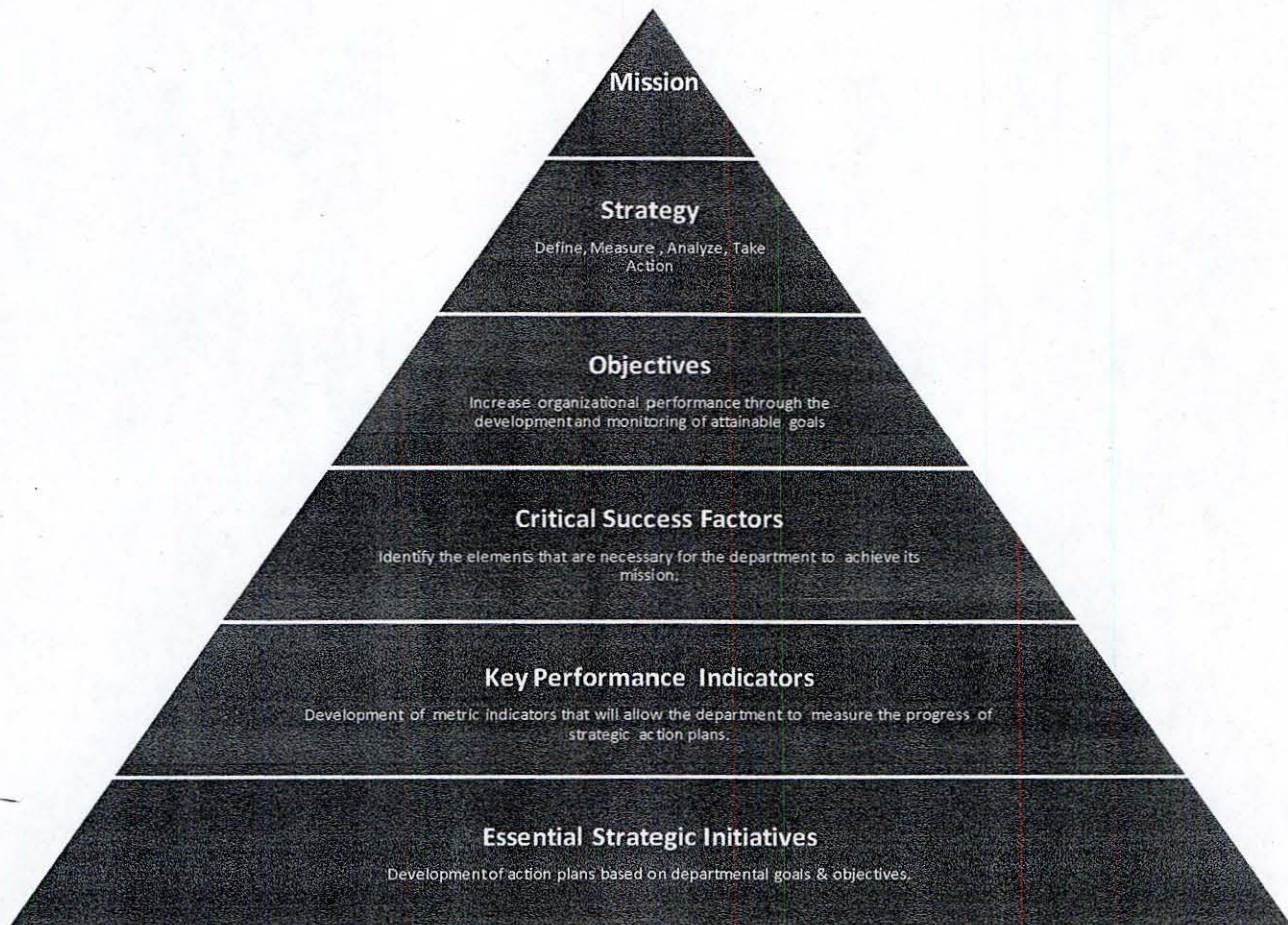 Mission
Strategy
Define, Measure , Analyze, Take
Action
Objectives
Increase organizational performance through the
development and monitoring of attainable goals
Critical Success Factors
Identify the elements that are necessary for the department to achieve its
mission.
Key Performance Indicators
Development of metric indicators that will allow the department to measure the progress of
strategic action plans.
Essential Strategic Initiatives
Development of action plans based on departmental goals & objectives.